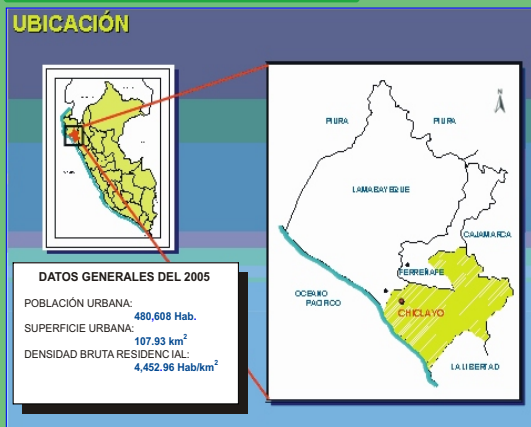 UBICACIÓN
PIURA
PIURA
N
LAMBAYEQUE
CAJAMARCA
FERREÑAFE
OCEANO
PACIFICO
CHICLAYO
LA LIBERTAD
DATOS GENERALES DEL 2005
POBLACIÓN URBANA:
480,608 Hab.
SUPERFICIE URBANA:
107.93 km²
DENSIDAD BRUTA RESIDENCIAL:
4,452.96 Hab/km²